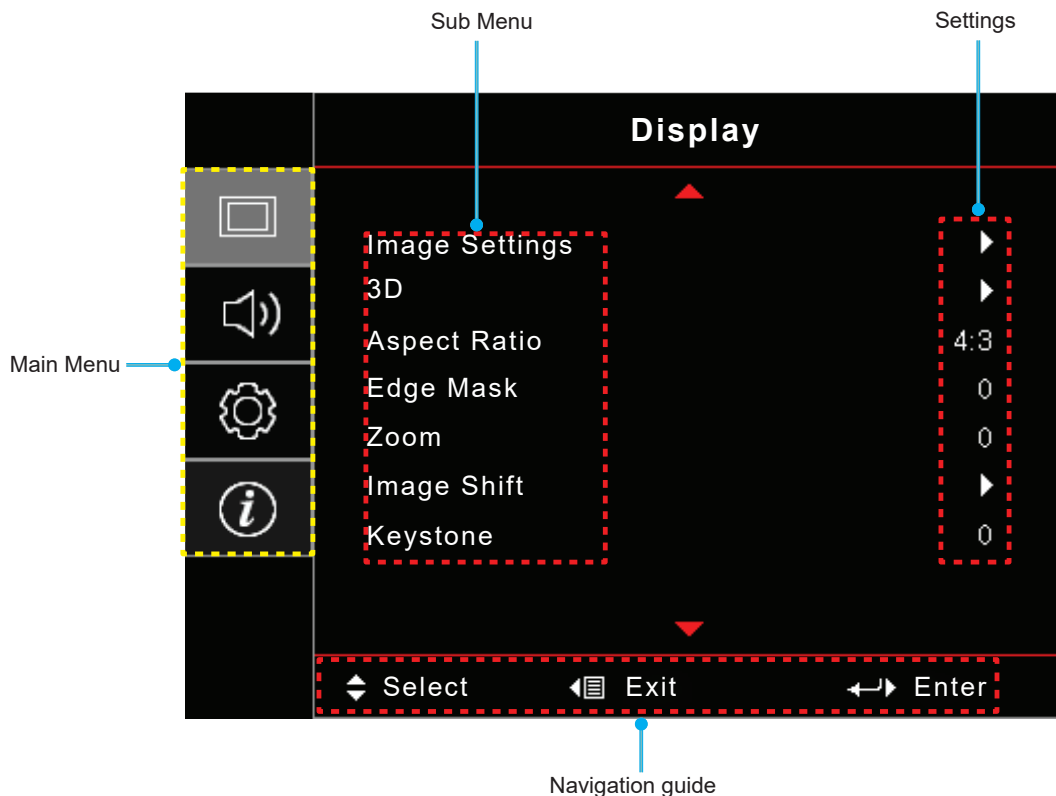 Sub Menu
Settings
Display
Image Settings
3D
Aspect Ratio 4:3
Main Menu
Edge Mask 0
Zoom 0
Image Shift
Keystone 0
Select Exit Enter
Navigation guide